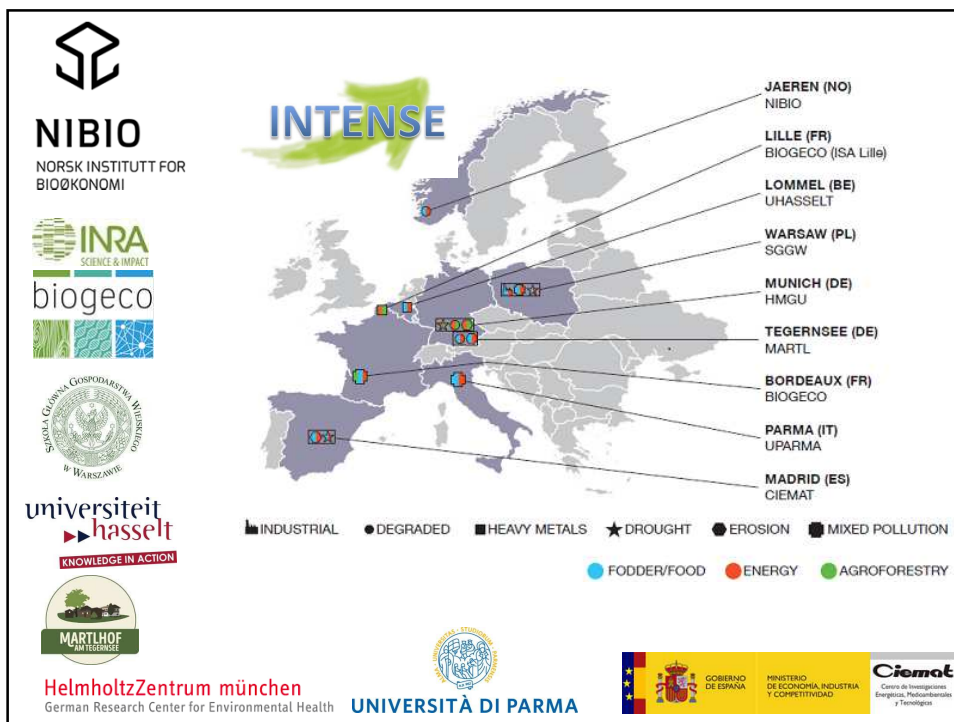 NIBIO
NORSK INSTITUTT FOR
BIOØKONOMI
INRA
SCIENCE & IMPACT
biogeco
SZKOŁA GŁÓWNA GOSPODARSTWA WIEJSKIEGO
W WARSZAWIE
universiteit
hasselt
KNOWLEDGE IN ACTION
MARTLHOF
AM TEGERNSEE
HelmholtzZentrum münchen
German Research Center for Environmental Health
INTENSE
JAEREN (NO)
NIBIO
LILLE (FR)
BIOGECO (ISA Lille)
LOMMEL (BE)
UHASSELT
WARSAW (PL)
SGGW
MUNICH (DE)
HMGU
TEGERNSEE (DE)
MARTL
BORDEAUX (FR)
BIOGECO
PARMA (IT)
UPARMA
MADRID (ES)
CIEMAT
INDUSTRIAL DEGRADED HEAVY METALS DROUGHT EROSION MIXED POLLUTION
FODDER/FOOD ENERGY AGROFORESTRY
UNIVERSITÀ DI PARMA
GOBIERNO
DE ESPAÑA
MINISTERIO
DE ECONOMÍA, INDUSTRIA
Y COMPETITIVIDAD
Ciemat
Centro de Investigaciones
Energéticas, Medioambientales
y Tecnológicas